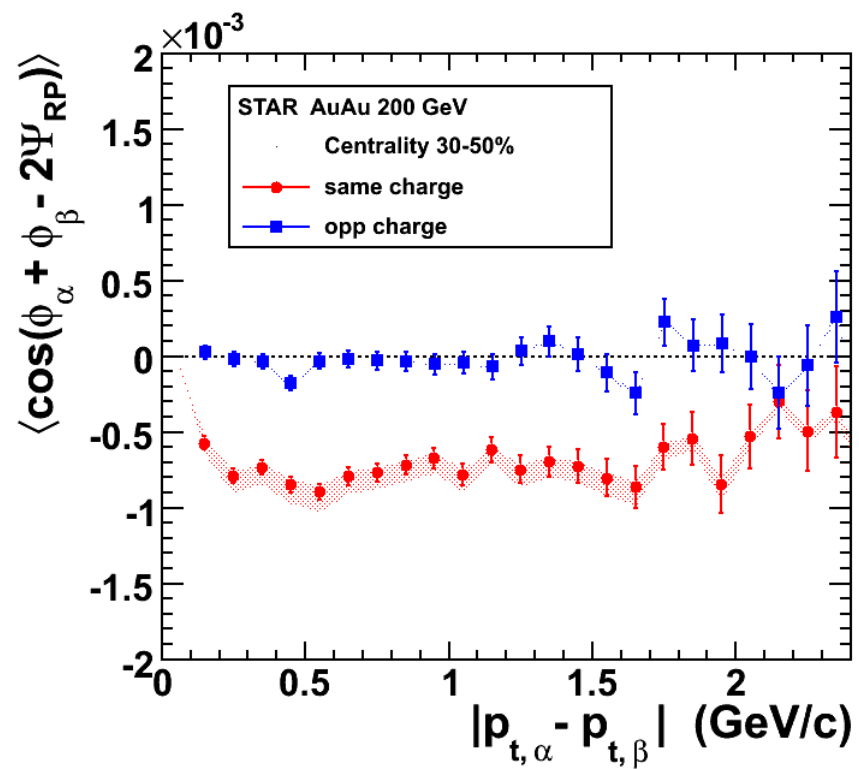 ×10⁻³
⟨cos(ϕα + ϕβ - 2ΨRP)⟩
2
1.5
1
0.5
0
-0.5
-1
-1.5
-2
STAR AuAu 200 GeV
Centrality 30-50%
same charge
opp charge
0 0.5 1 1.5 2
|pt, α - pt, β| (GeV/c)